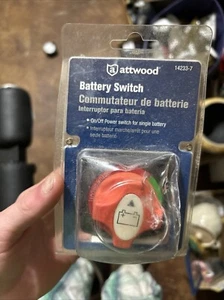 attwood
14233-7
Battery Switch
Commutateur de batterie
Interruptor para batería
• On/Off Power switch for single battery
• Interrupteur marche/arrêt pour une
seule batterie